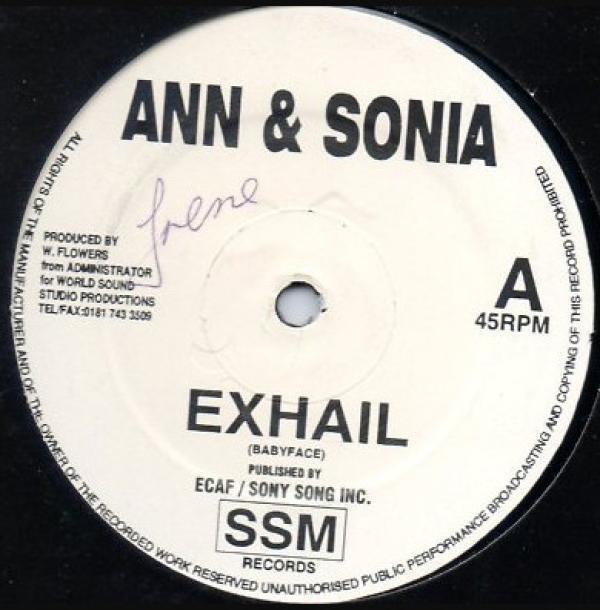 ANN & SONIA
Irene
PRODUCED BY
W. FLOWERS
from ADMINISTRATOR
for WORLD SOUND
STUDIO PRODUCTIONS
TEL/FAX:0181 743 3509
A
45RPM
EXHAIL
(BABYFACE)
PUBLISHED BY
ECAF / SONY SONG INC.
SSM
RECORDS
ALL RIGHTS OF THE MANUFACTURER AND OF THE OWNER OF THE RECORDED WORK RESERVED UNAUTHORISED PUBLIC PERFORMANCE BROADCASTING AND COPYING OF THIS RECORD PROHIBITED